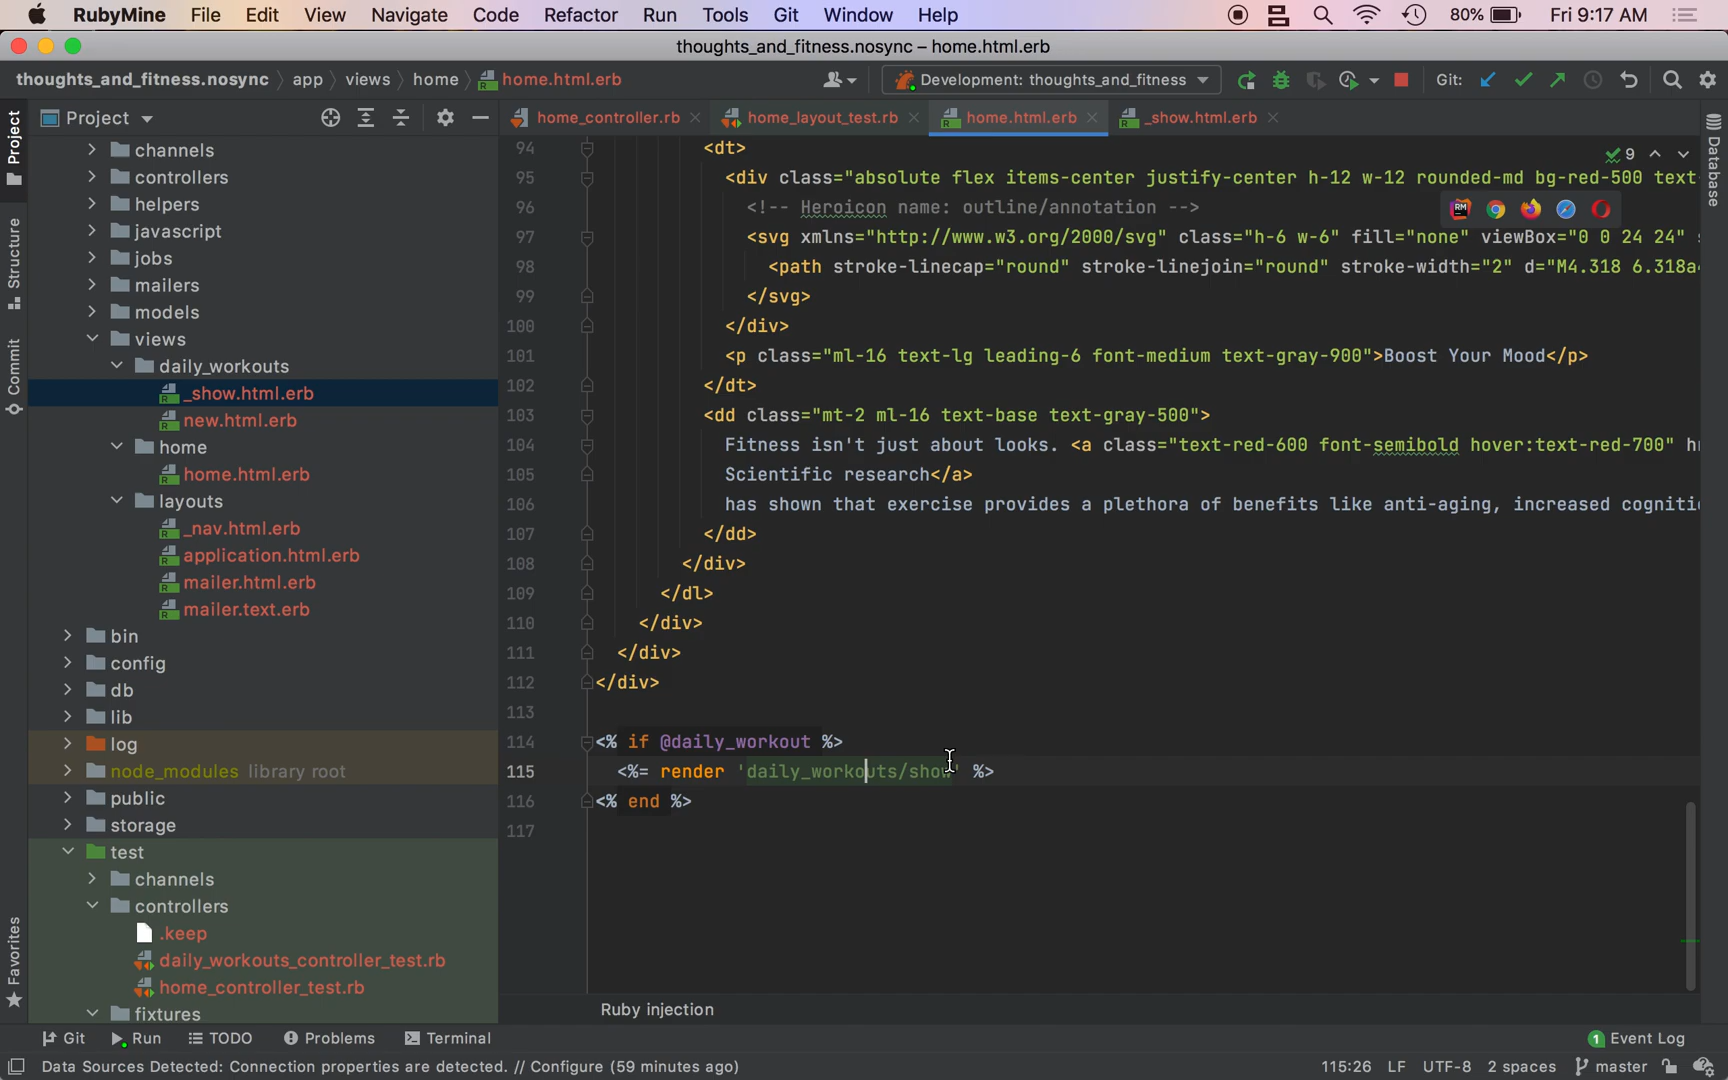 RubyMine File Edit View Navigate Code Refactor Run Tools Git Window Help 80% Fri 9:17 AM
thoughts_and_fitness.nosync – home.html.erb
thoughts_and_fitness.nosync app views home home.html.erb Development: thoughts_and_fitness Git:
Project home_controller.rb home_layout_test.rb home.html.erb _show.html.erb
Project
Structure
Commit
Favorites
Database
channels
controllers
helpers
javascript
jobs
mailers
models
views
daily_workouts
_show.html.erb
new.html.erb
home
home.html.erb
layouts
_nav.html.erb
application.html.erb
mailer.html.erb
mailer.text.erb
bin
config
db
lib
log
node_modules library root
public
storage
test
channels
controllers
.keep
daily_workouts_controller_test.rb
home_controller_test.rb
fixtures
9
94 <dt>
95 <div class="absolute flex items-center justify-center h-12 w-12 rounded-md bg-red-500 text-
96 <!-- Heroicon name: outline/annotation -->
97 <svg xmlns="http://www.w3.org/2000/svg" class="h-6 w-6" fill="none" viewBox="0 0 24 24" s
98 <path stroke-linecap="round" stroke-linejoin="round" stroke-width="2" d="M4.318 6.318a4
99 </svg>
100 </div>
101 <p class="ml-16 text-lg leading-6 font-medium text-gray-900">Boost Your Mood</p>
102 </dt>
103 <dd class="mt-2 ml-16 text-base text-gray-500">
104 Fitness isn't just about looks. <a class="text-red-600 font-semibold hover:text-red-700" h
105 Scientific research</a>
106 has shown that exercise provides a plethora of benefits like anti-aging, increased cogniti
107 </dd>
108 </div>
109 </dl>
110 </div>
111 </div>
112 </div>
113
114 <% if @daily_workout %>
115 <%= render 'daily_workouts/show' %>
116 <% end %>
117
Ruby injection
Git Run TODO Problems Terminal 1 Event Log
Data Sources Detected: Connection properties are detected. // Configure (59 minutes ago) 115:26 LF UTF-8 2 spaces master